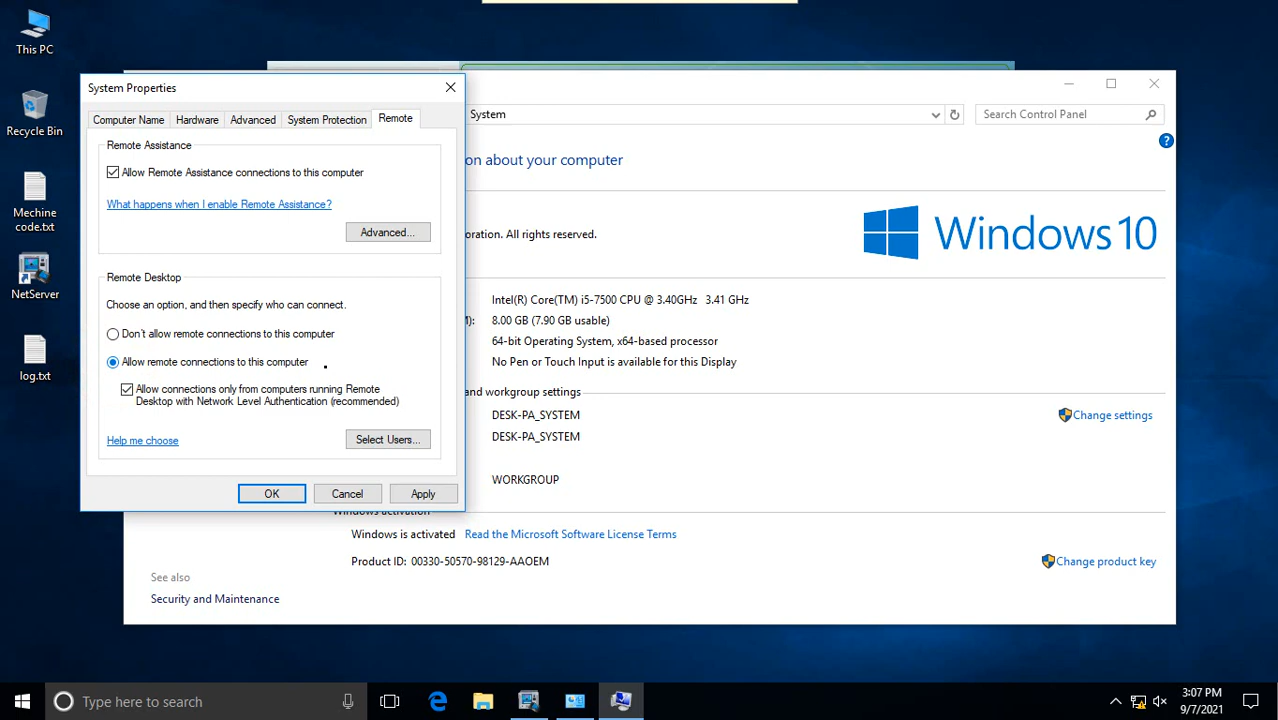 This PC
Recycle Bin
Mechine
code.txt
NetServer
log.txt
System Properties
Computer Name
Hardware
Advanced
System Protection
Remote
Remote Assistance
Allow Remote Assistance connections to this computer
What happens when I enable Remote Assistance?
Advanced...
Remote Desktop
Choose an option, and then specify who can connect.
Don't allow remote connections to this computer
Allow remote connections to this computer
Allow connections only from computers running Remote
Desktop with Network Level Authentication (recommended)
Help me choose
Select Users...
OK
Cancel
Apply
System
Search Control Panel
on about your computer
oration. All rights reserved.
Windows 10
Intel(R) Core(TM) i5-7500 CPU @ 3.40GHz 3.41 GHz
M): 8.00 GB (7.90 GB usable)
64-bit Operating System, x64-based processor
No Pen or Touch Input is available for this Display
and workgroup settings
DESK-PA_SYSTEM
Change settings
DESK-PA_SYSTEM
WORKGROUP
Windows activation
Windows is activated Read the Microsoft Software License Terms
Product ID: 00330-50570-98129-AAOEM
Change product key
See also
Security and Maintenance
Type here to search
3:07 PM
9/7/2021